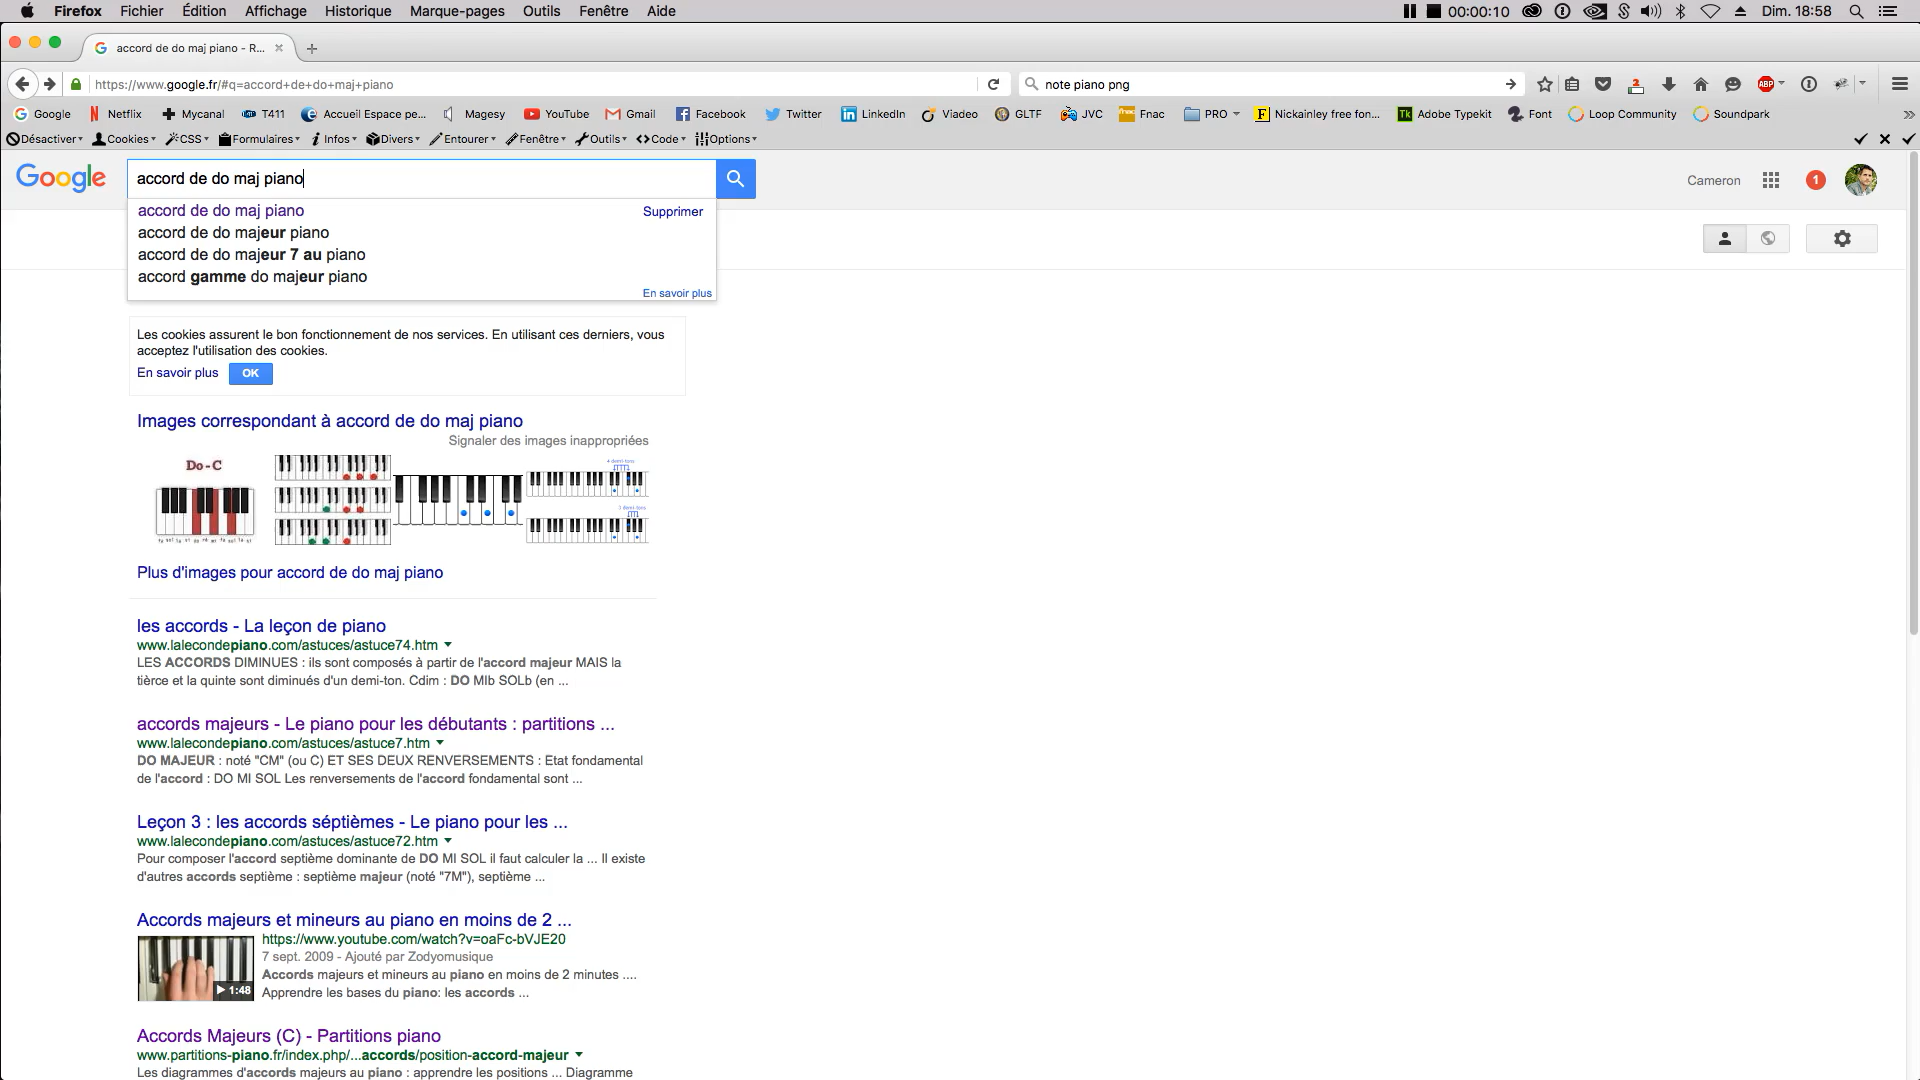 Firefox Fichier Édition Affichage Historique Marque-pages Outils Fenêtre Aide 00:00:10 Dim. 18:58
accord de do maj piano - R...
https://www.google.fr/#q=accord+de+do+maj+piano note piano png 2 ABP
Google Netflix Mycanal T411 Accueil Espace pe... Magesy YouTube Gmail Facebook Twitter LinkedIn Viadeo GLTF JVC Fnac PRO Nickainley free fon... Adobe Typekit Font Loop Community Soundpark
Désactiver Cookies CSS Formulaires Infos Divers Entourer Fenêtre Outils Code Options
Google accord de do maj piano Cameron 1
accord de do maj piano Supprimer
accord de do majeur piano
accord de do majeur 7 au piano
accord gamme do majeur piano
En savoir plus
Les cookies assurent le bon fonctionnement de nos services. En utilisant ces derniers, vous
acceptez l'utilisation des cookies.
En savoir plus OK
Images correspondant à accord de do maj piano
Signaler des images inappropriées
Do-C
Plus d'images pour accord de do maj piano
les accords - La leçon de piano
www.lalecondepiano.com/astuces/astuce74.htm
LES ACCORDS DIMINUES : ils sont composés à partir de l'accord majeur MAIS la
tièrce et la quinte sont diminués d'un demi-ton. Cdim : DO MIb SOLb (en ...
accords majeurs - Le piano pour les débutants : partitions ...
www.lalecondepiano.com/astuces/astuce7.htm
DO MAJEUR : noté "CM" (ou C) ET SES DEUX RENVERSEMENTS : Etat fondamental
de l'accord : DO MI SOL Les renversements de l'accord fondamental sont ...
Leçon 3 : les accords séptièmes - Le piano pour les ...
www.lalecondepiano.com/astuces/astuce72.htm
Pour composer l'accord septième dominante de DO MI SOL il faut calculer la ... Il existe
d'autres accords septième : septième majeur (noté "7M"), septième ...
Accords majeurs et mineurs au piano en moins de 2 ...
https://www.youtube.com/watch?v=oaFc-bVJE20
7 sept. 2009 - Ajouté par Zodyomusique
Accords majeurs et mineurs au piano en moins de 2 minutes ....
1:48 Apprendre les bases du piano: les accords ...
Accords Majeurs (C) - Partitions piano
www.partitions-piano.fr/index.php/...accords/position-accord-majeur
Les diagrammes d'accords majeurs au piano : apprendre les positions ... Diagramme